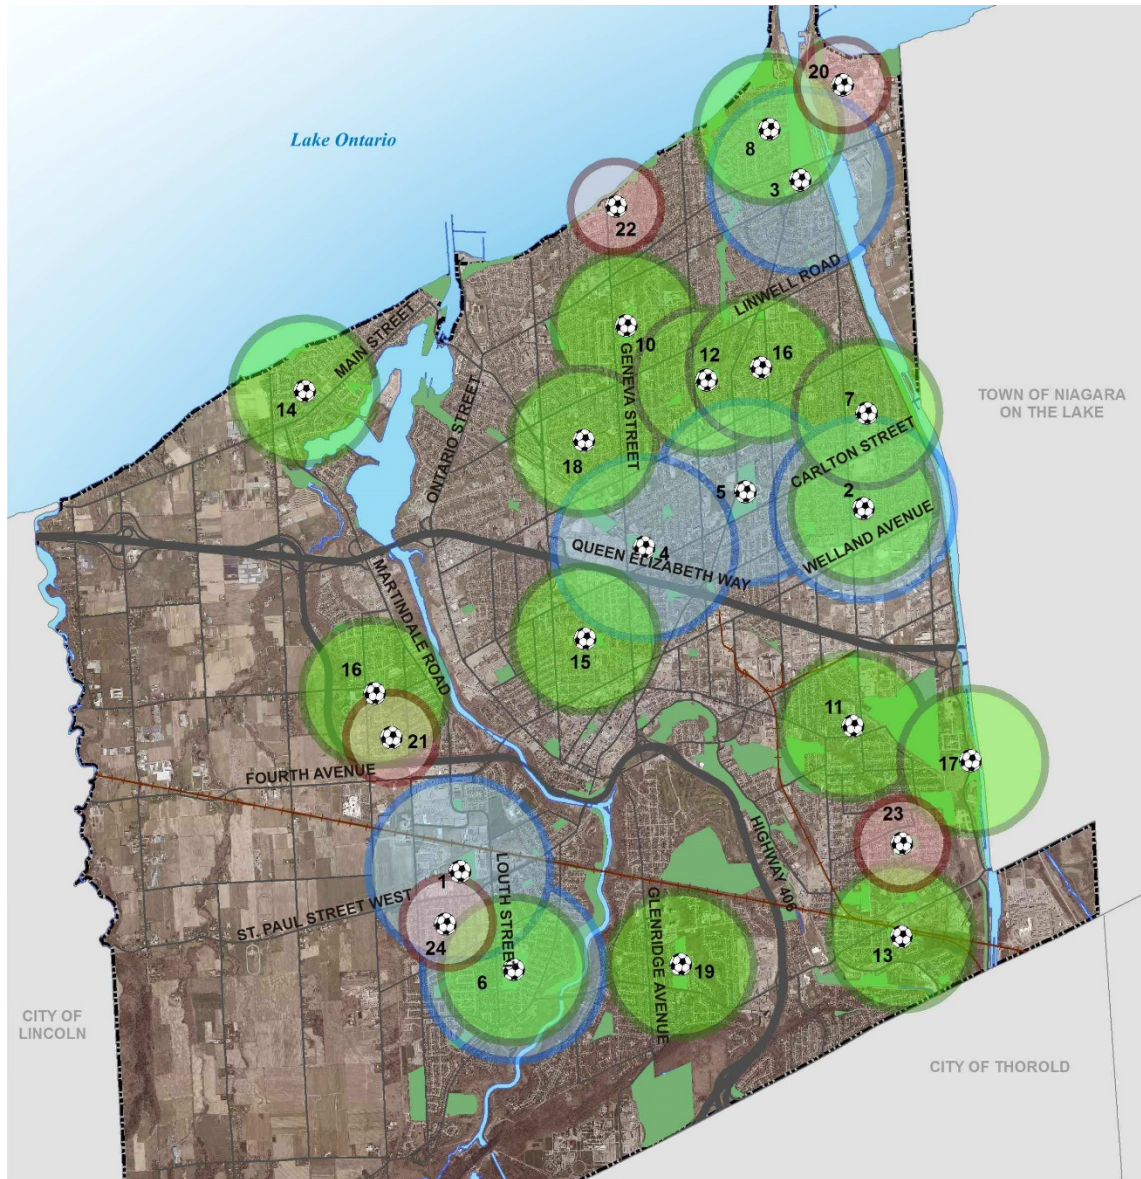 20
Lake Ontario
8
3
22
LINWELL ROAD
MAIN STREET
10
GENEVA STREET
12
16
14
ONTARIO STREET
7
TOWN OF NIAGARA
ON THE LAKE
CARLTON STREET
18
5
2
WELLAND AVENUE
4
QUEEN ELIZABETH WAY
MARTINDALE ROAD
15
16
21
11
17
FOURTH AVENUE
HIGHWAY 406
23
1
LOUTH STREET
ST. PAUL STREET WEST
24
GLENRIDGE AVENUE
6
19
13
CITY OF
LINCOLN
CITY OF THOROLD